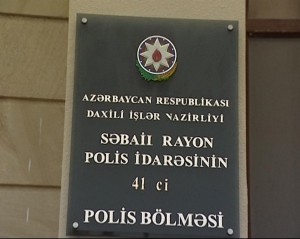 AZƏRBAYCAN RESPUBLİKASI
DAXİLİ İŞLƏR NAZİRLİYİ
SƏBAİL RAYON
POLİS İDARƏSİNİN
41 ci
POLİS BÖLMƏSİ